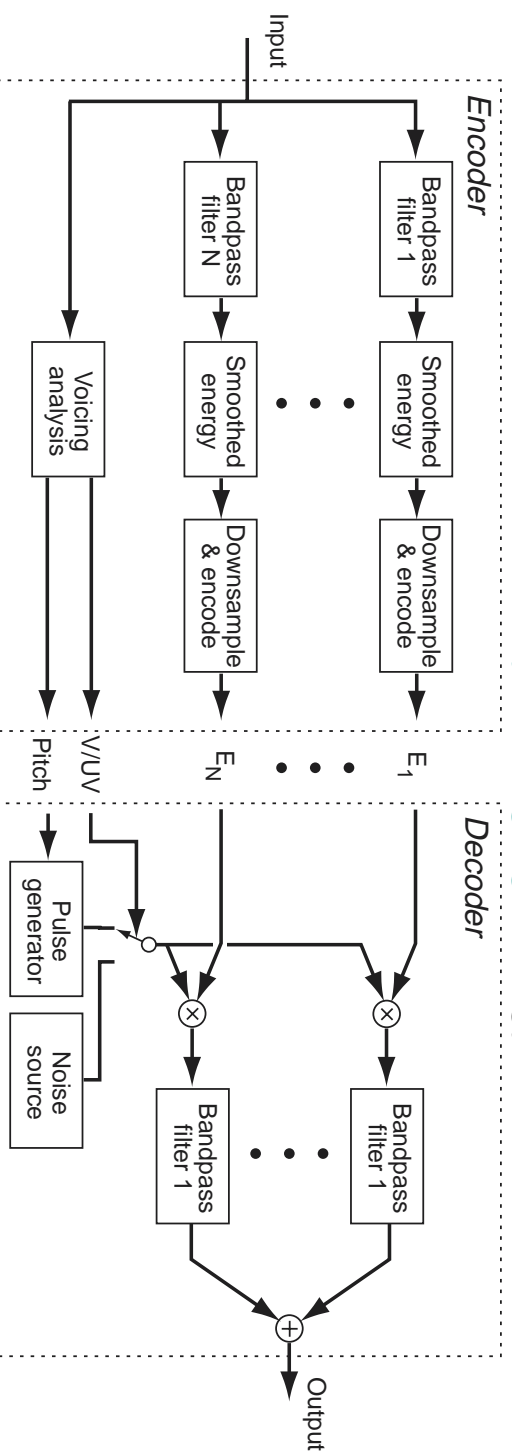 Encoder
Decoder
Input
Bandpass
filter 1
Smoothed
energy
Downsample
& encode
E1
Bandpass
filter 1
Bandpass
filter N
Smoothed
energy
Downsample
& encode
EN
Bandpass
filter 1
Output
Voicing
analysis
V/UV
Pitch
Pulse
generator
Noise
source